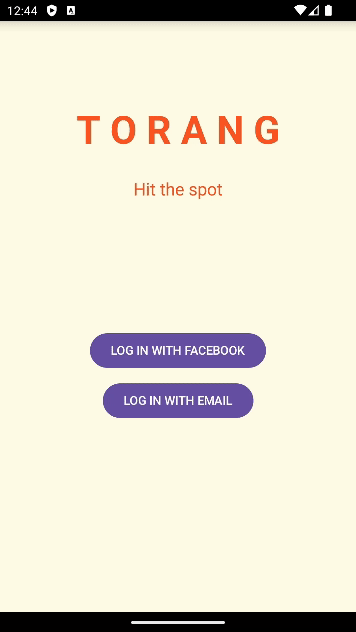 12:44
T O R A N G
Hit the spot
LOG IN WITH FACEBOOK
LOG IN WITH EMAIL